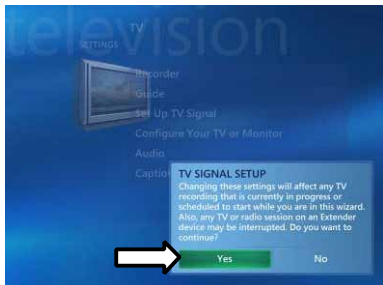 television
TV
SETTINGS
Recorder
Guide
Set Up TV Signal
Configure Your TV or Monitor
Audio
Captio
TV SIGNAL SETUP
Changing these settings will affect any TV
recording that is currently in progress or
scheduled to start while you are in this wizard.
Also, any TV or radio session on an Extender
device may be interrupted. Do you want to
continue?
Yes No